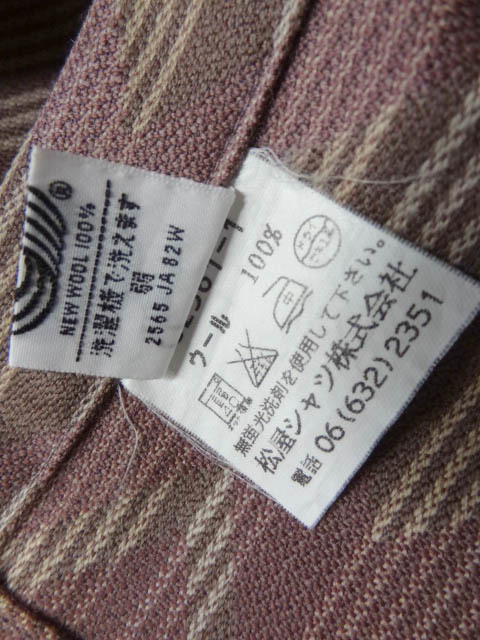 ®
NEW WOOL 100%
洗濯機で洗えます
弱
2565 JA 02W
ウール 100%
無蛍光洗剤を使用して下さい。
松屋シャツ株式会社
電話 06(632)2351